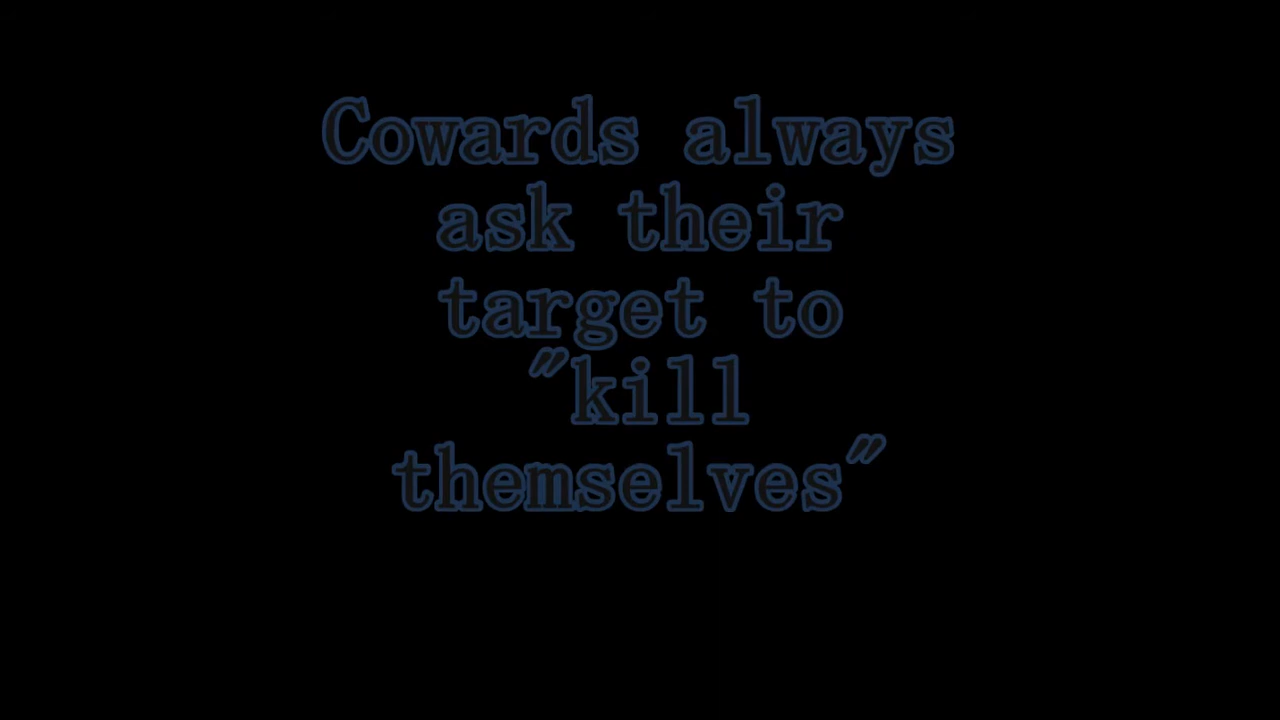 Cowards always
ask their
target to
"kill
themselves"